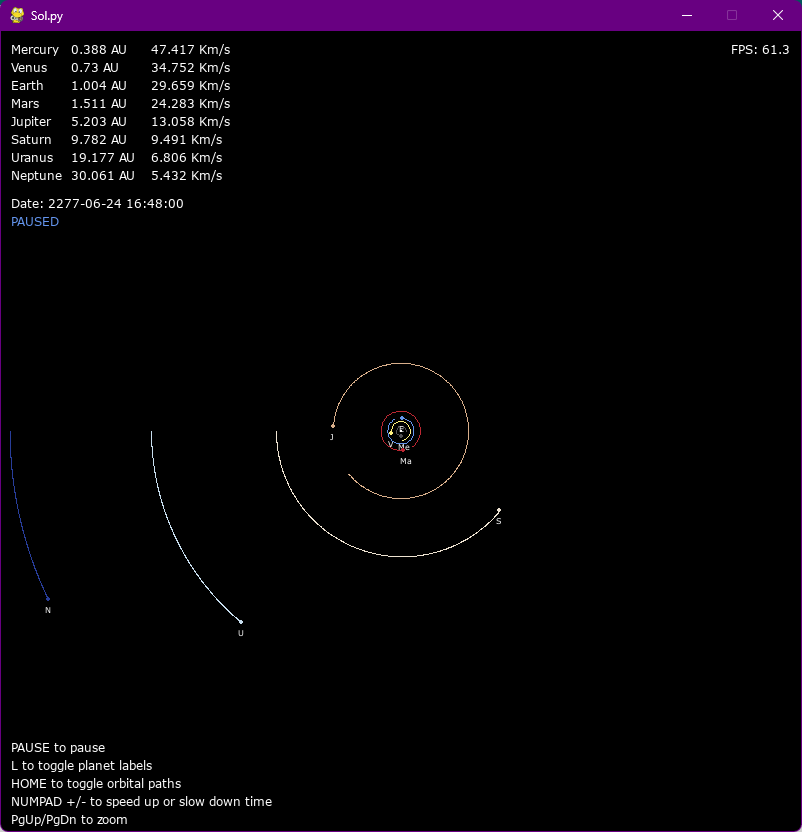 Sol.py
Mercury 0.388 AU 47.417 Km/s
FPS: 61.3
Venus 0.73 AU 34.752 Km/s
Earth 1.004 AU 29.659 Km/s
Mars 1.511 AU 24.283 Km/s
Jupiter 5.203 AU 13.058 Km/s
Saturn 9.782 AU 9.491 Km/s
Uranus 19.177 AU 6.806 Km/s
Neptune 30.061 AU 5.432 Km/s
Date: 2277-06-24 16:48:00
PAUSED
E
J
V
Me
Ma
S
N
U
PAUSE to pause
L to toggle planet labels
HOME to toggle orbital paths
NUMPAD +/- to speed up or slow down time
PgUp/PgDn to zoom